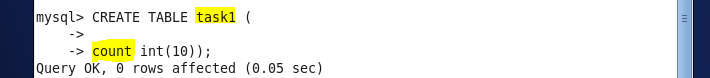 mysql> CREATE TABLE task1 (
    ->
    -> count int(10));
Query OK, 0 rows affected (0.05 sec)